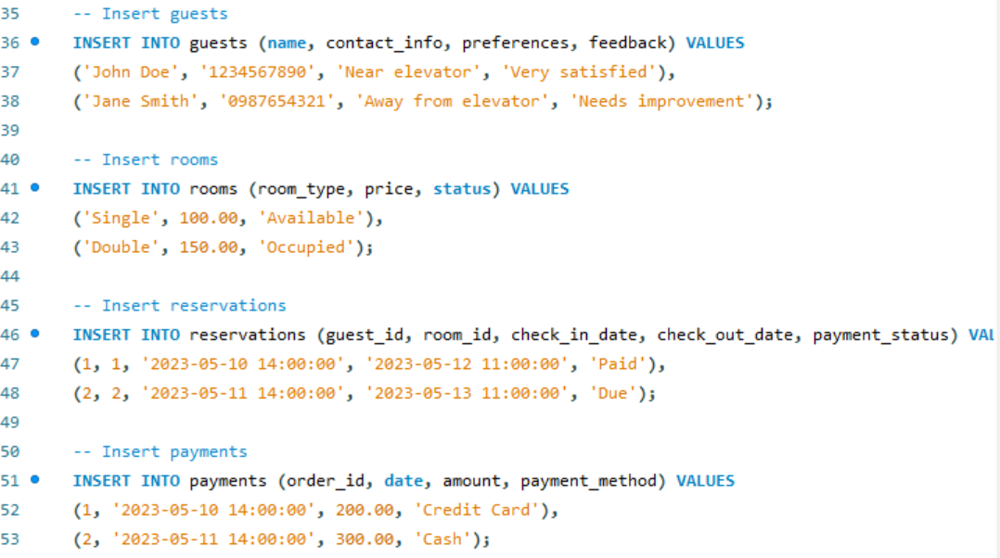 35 -- Insert guests
36 INSERT INTO guests (name, contact_info, preferences, feedback) VALUES
37 ('John Doe', '1234567890', 'Near elevator', 'Very satisfied'),
38 ('Jane Smith', '0987654321', 'Away from elevator', 'Needs improvement');
39
40 -- Insert rooms
41 INSERT INTO rooms (room_type, price, status) VALUES
42 ('Single', 100.00, 'Available'),
43 ('Double', 150.00, 'Occupied');
44
45 -- Insert reservations
46 INSERT INTO reservations (guest_id, room_id, check_in_date, check_out_date, payment_status) VAL
47 (1, 1, '2023-05-10 14:00:00', '2023-05-12 11:00:00', 'Paid'),
48 (2, 2, '2023-05-11 14:00:00', '2023-05-13 11:00:00', 'Due');
49
50 -- Insert payments
51 INSERT INTO payments (order_id, date, amount, payment_method) VALUES
52 (1, '2023-05-10 14:00:00', 200.00, 'Credit Card'),
53 (2, '2023-05-11 14:00:00', 300.00, 'Cash');